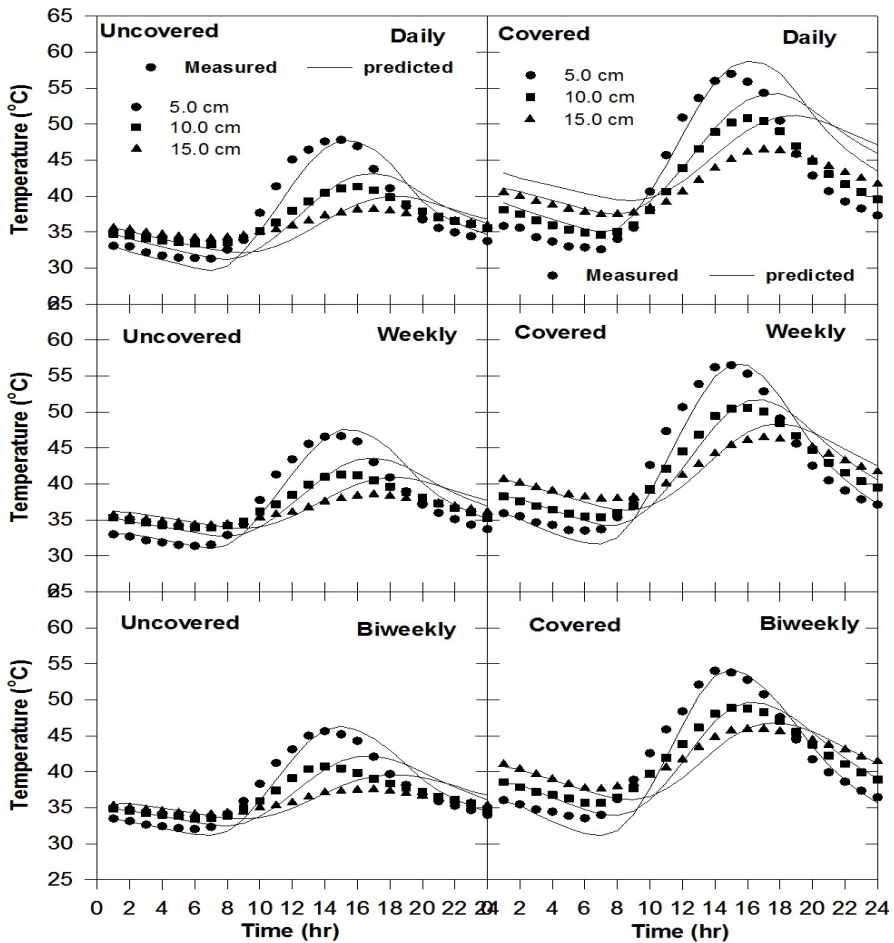 65
Uncovered
Daily
Covered
Daily
60
Measured
predicted
55
5.0 cm
5.0 cm
50
10.0 cm
10.0 cm
45
15.0 cm
15.0 cm
40
35
30
Measured
predicted
Temperature (°C)
Uncovered
Weekly
Covered
Weekly
60
55
50
45
40
35
30
Temperature (°C)
Uncovered
Biweekly
Covered
Biweekly
60
55
50
45
40
35
30
25
Temperature (°C)
0 2 4 6 8 10 12 14 16 18 20 22
2 4 6 8 10 12 14 16 18 20 22 24
Time (hr)
Time (hr)